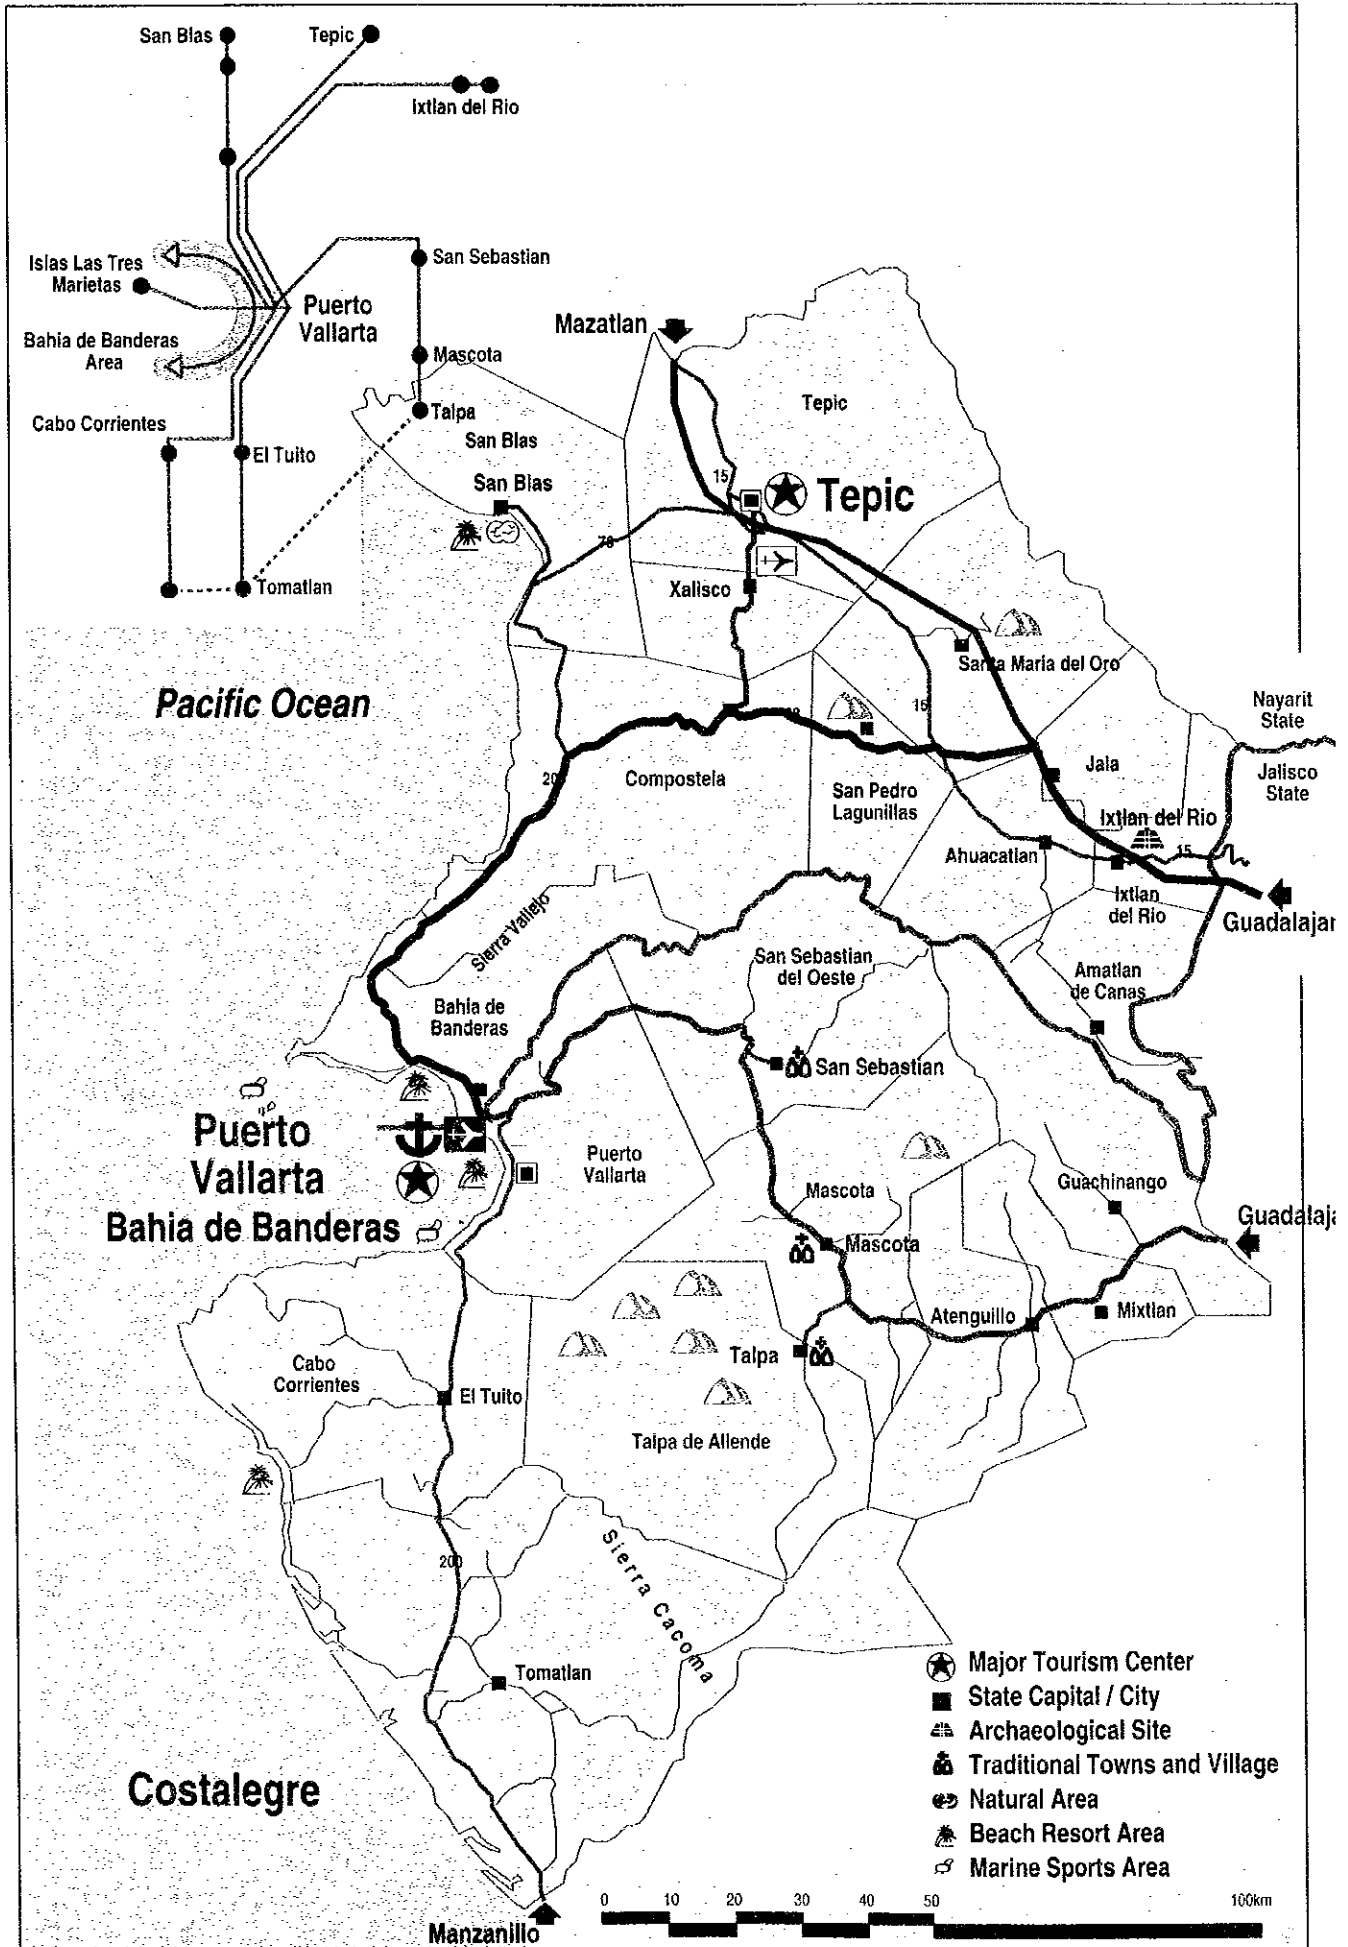 San Blas
Tepic
Ixtlan del Rio
Islas Las Tres
Marietas
San Sebastian
Puerto
Vallarta
Bahia de Banderas
Area
Mascota
Cabo Corrientes
Talpa
El Tuito
Tomatlan
Mazatlan
Tepic
San Blas
San Blas
15
Tepic
78
Xalisco
Santa Maria del Oro
Pacific Ocean
15
Nayarit
State
Jalisco
State
200
Compostela
Jala
San Pedro
Lagunillas
Ixtlan del Rio
Ahuacatlan
15
Ixtlan
del Rio
Guadalajar
Sierra Vallejo
San Sebastian
del Oeste
Amatlan
de Canas
Bahia de
Banderas
San Sebastian
Puerto
Vallarta
Bahia de Banderas
Puerto
Vallarta
Mascota
Guachinango
Guadalaja
Mascota
Atenguillo
Mixtlan
Talpa
Cabo
Corrientes
El Tuito
Talpa de Allende
200
Sierra Cacoma
Tomatlan
Costalegre
Major Tourism Center
State Capital / City
Archaeological Site
Traditional Towns and Village
Natural Area
Beach Resort Area
Marine Sports Area
0 10 20 30 40 50 100km
Manzanillo